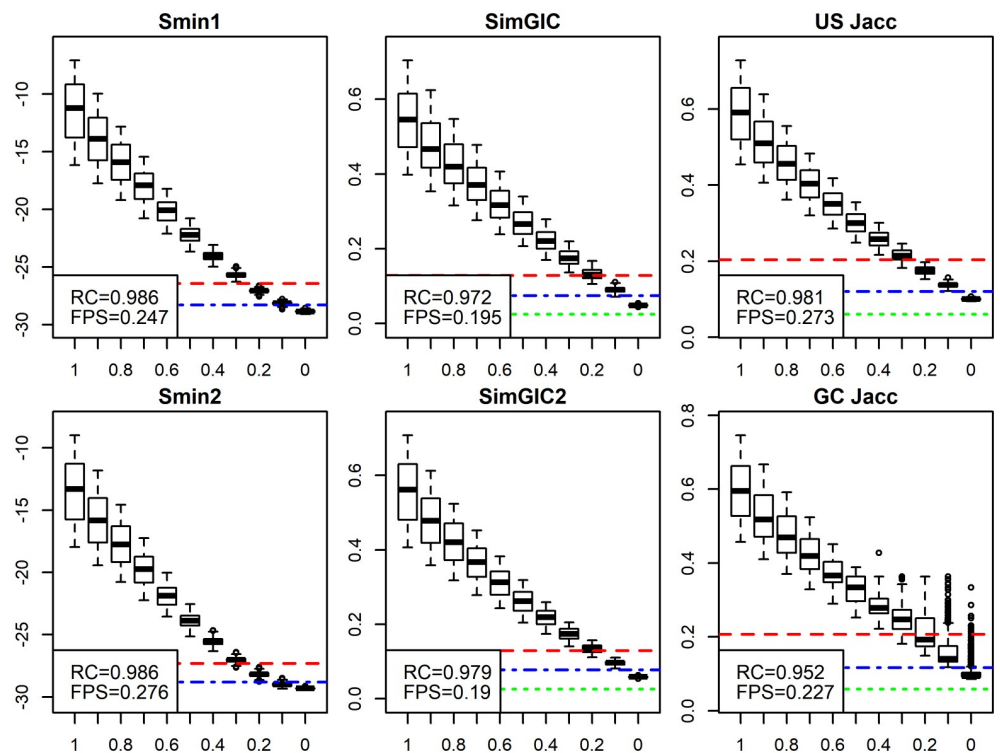 Smin1
-10
-15
-20
-25
-30
RC=0.986
FPS=0.247
1 0.8 0.6 0.4 0.2 0
SimGIC
0.6
0.4
0.2
0.0
RC=0.972
FPS=0.195
1 0.8 0.6 0.4 0.2 0
US Jacc
0.6
0.4
0.2
0.0
RC=0.981
FPS=0.273
1 0.8 0.6 0.4 0.2 0
Smin2
-10
-15
-20
-25
-30
RC=0.986
FPS=0.276
1 0.8 0.6 0.4 0.2 0
SimGIC2
0.6
0.4
0.2
0.0
RC=0.979
FPS=0.19
1 0.8 0.6 0.4 0.2 0
GC Jacc
0.8
0.6
0.4
0.2
0.0
RC=0.952
FPS=0.227
1 0.8 0.6 0.4 0.2 0